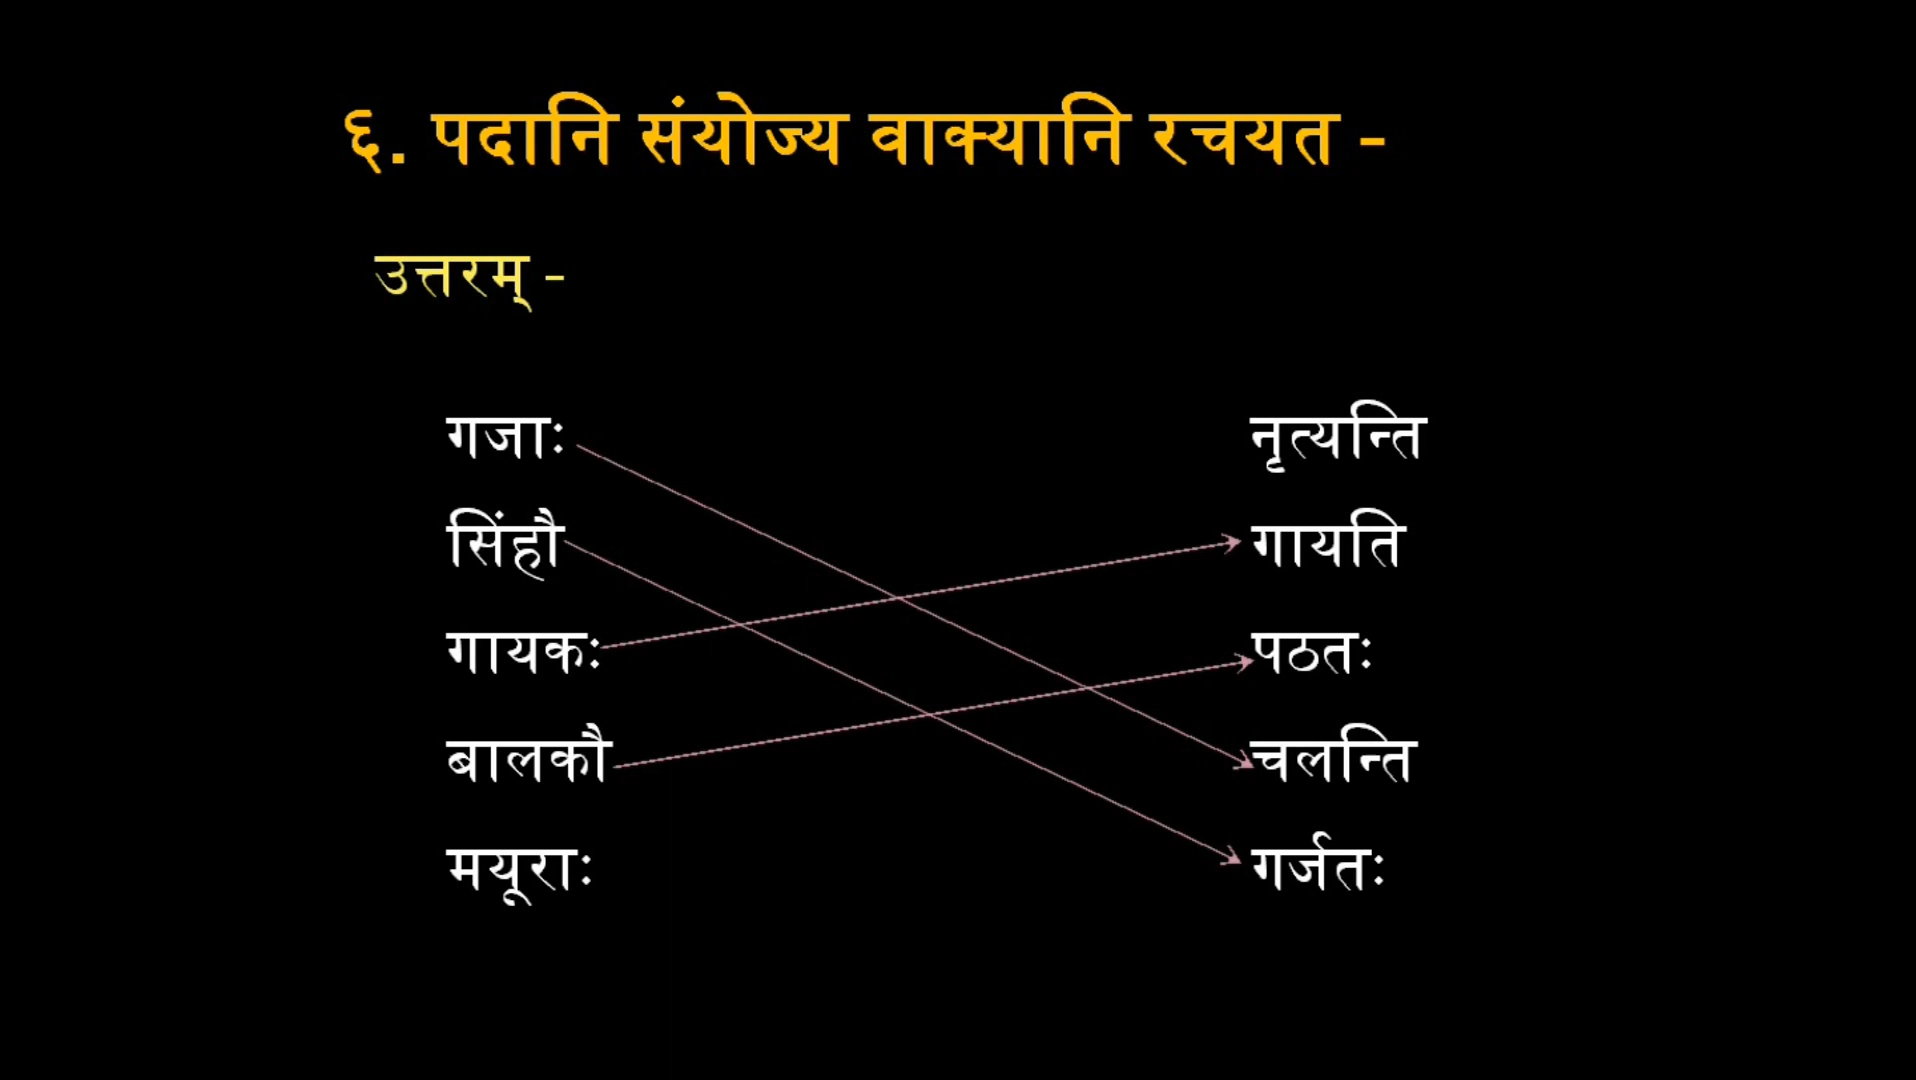 ६. पदानि संयोज्य वाक्यानि रचयत -
उत्तरम् -
गजाः नृत्यन्ति
सिंहौ गायति
गायकः पठतः
बालकौ चलन्ति
मयूराः गर्जतः